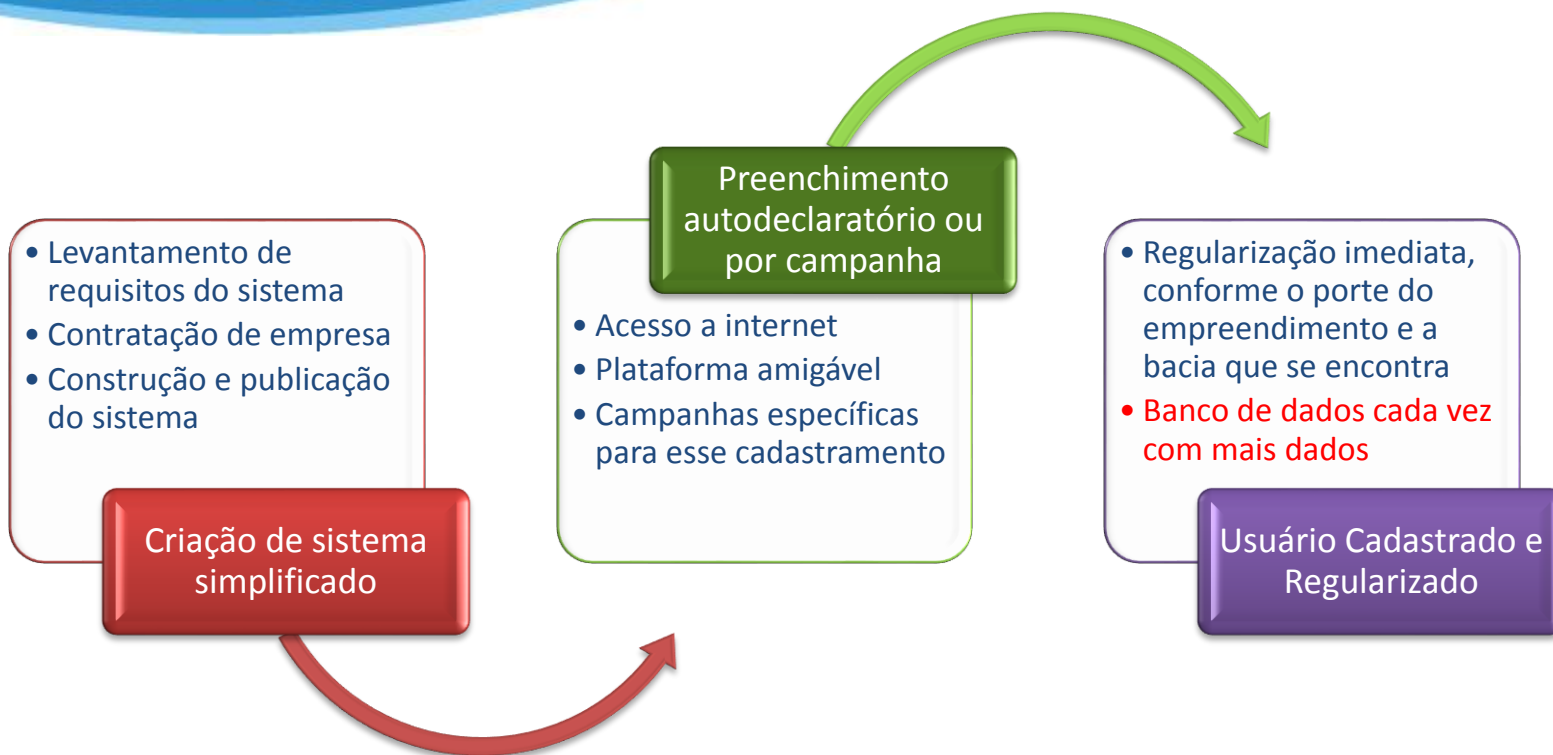 • Levantamento de
requisitos do sistema
• Contratação de empresa
• Construção e publicação
do sistema
Criação de sistema
simplificado
Preenchimento
autodeclaratório ou
por campanha
• Acesso a internet
• Plataforma amigável
• Campanhas específicas
para esse cadastramento
• Regularização imediata,
conforme o porte do
empreendimento e a
bacia que se encontra
• Banco de dados cada vez
com mais dados
Usuário Cadastrado e
Regularizado